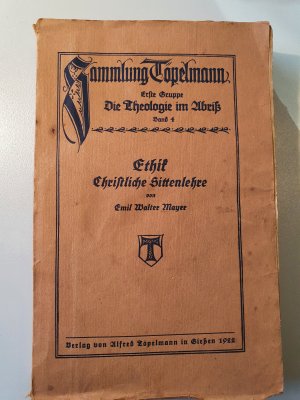 Sammlung Töpelmann
Erste Gruppe
Die Theologie im Abriß
Band 4
Ethik
Christliche Sittenlehre
von
Emil Walter Mayer
T
Verlag von Alfred Töpelmann in Gießen 1922